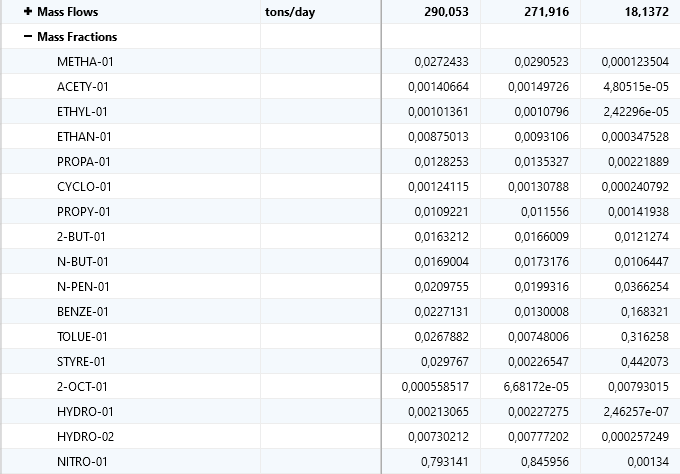 + Mass Flows tons/day 290,053 271,916 18,1372
− Mass Fractions
METHA-01 0,0272433 0,0290523 0,000123504
ACETY-01 0,00140664 0,00149726 4,80515e-05
ETHYL-01 0,00101361 0,0010796 2,42296e-05
ETHAN-01 0,00875013 0,0093106 0,000347528
PROPA-01 0,0128253 0,0135327 0,00221889
CYCLO-01 0,00124115 0,00130788 0,000240792
PROPY-01 0,0109221 0,011556 0,00141938
2-BUT-01 0,0163212 0,0166009 0,0121274
N-BUT-01 0,0169004 0,0173176 0,0106447
N-PEN-01 0,0209755 0,0199316 0,0366254
BENZE-01 0,0227131 0,0130008 0,168321
TOLUE-01 0,0267882 0,00748006 0,316258
STYRE-01 0,029767 0,00226547 0,442073
2-OCT-01 0,000558517 6,68172e-05 0,00793015
HYDRO-01 0,00213065 0,00227275 2,46257e-07
HYDRO-02 0,00730212 0,00777202 0,000257249
NITRO-01 0,793141 0,845956 0,00134